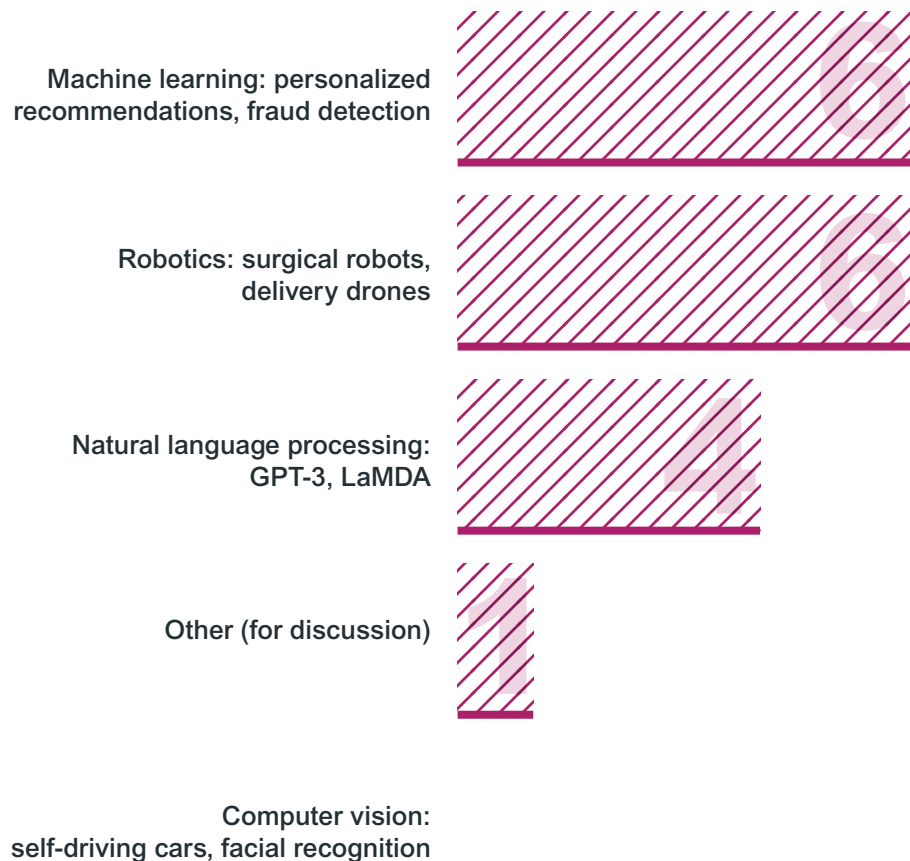 Machine learning: personalized
recommendations, fraud detection
6
Robotics: surgical robots,
delivery drones
6
Natural language processing:
GPT-3, LaMDA
4
Other (for discussion)
1
Computer vision:
self-driving cars, facial recognition